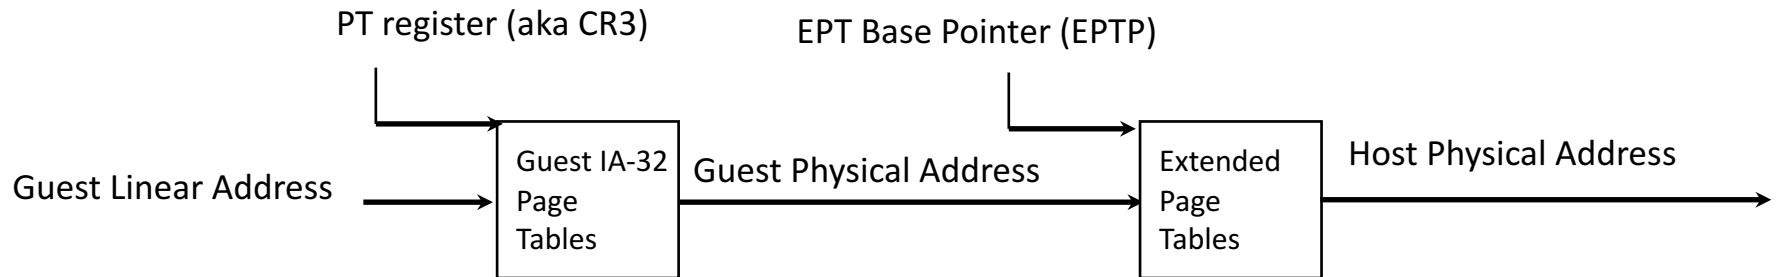 PT register (aka CR3)
EPT Base Pointer (EPTP)
Guest Linear Address
Guest IA-32
Page
Tables
Guest Physical Address
Extended
Page
Tables
Host Physical Address